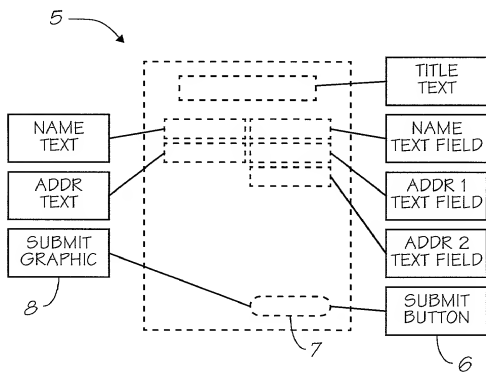 5
TITLE
TEXT
NAME
TEXT
NAME
TEXT FIELD
ADDR
TEXT
ADDR 1
TEXT FIELD
SUBMIT
GRAPHIC
ADDR 2
TEXT FIELD
8
7
SUBMIT
BUTTON
6